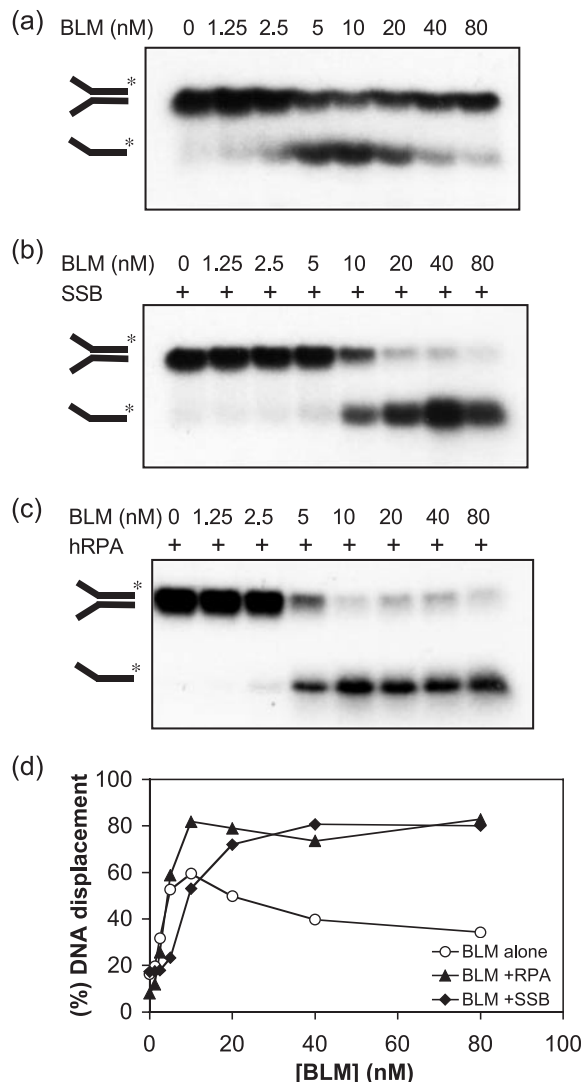 (a)
BLM (nM) 0 1.25 2.5 5 10 20 40 80
*
*
(b)
BLM (nM) 0 1.25 2.5 5 10 20 40 80
SSB + + + + + + + +
*
*
(c)
BLM (nM) 0 1.25 2.5 5 10 20 40 80
hRPA + + + + + + + +
*
*
(d)
(%) DNA displacement
100
80
60
40
20
0
BLM alone
BLM +RPA
BLM +SSB
0 20 40 60 80 100
[BLM] (nM)